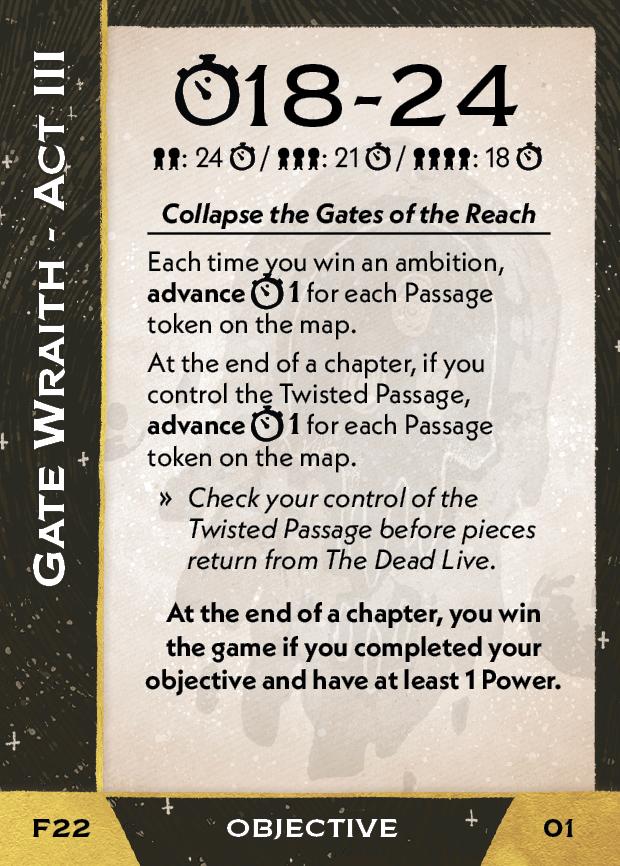 GATE WRAITH - ACT III
⏱18-24
: 24 ⏱ / : 21 ⏱ / : 18 ⏱
Collapse the Gates of the Reach
Each time you win an ambition,
advance ⏱ 1 for each Passage
token on the map.
At the end of a chapter, if you
control the Twisted Passage,
advance ⏱ 1 for each Passage
token on the map.
» Check your control of the
Twisted Passage before pieces
return from The Dead Live.
At the end of a chapter, you win
the game if you completed your
objective and have at least 1 Power.
F22 OBJECTIVE 01